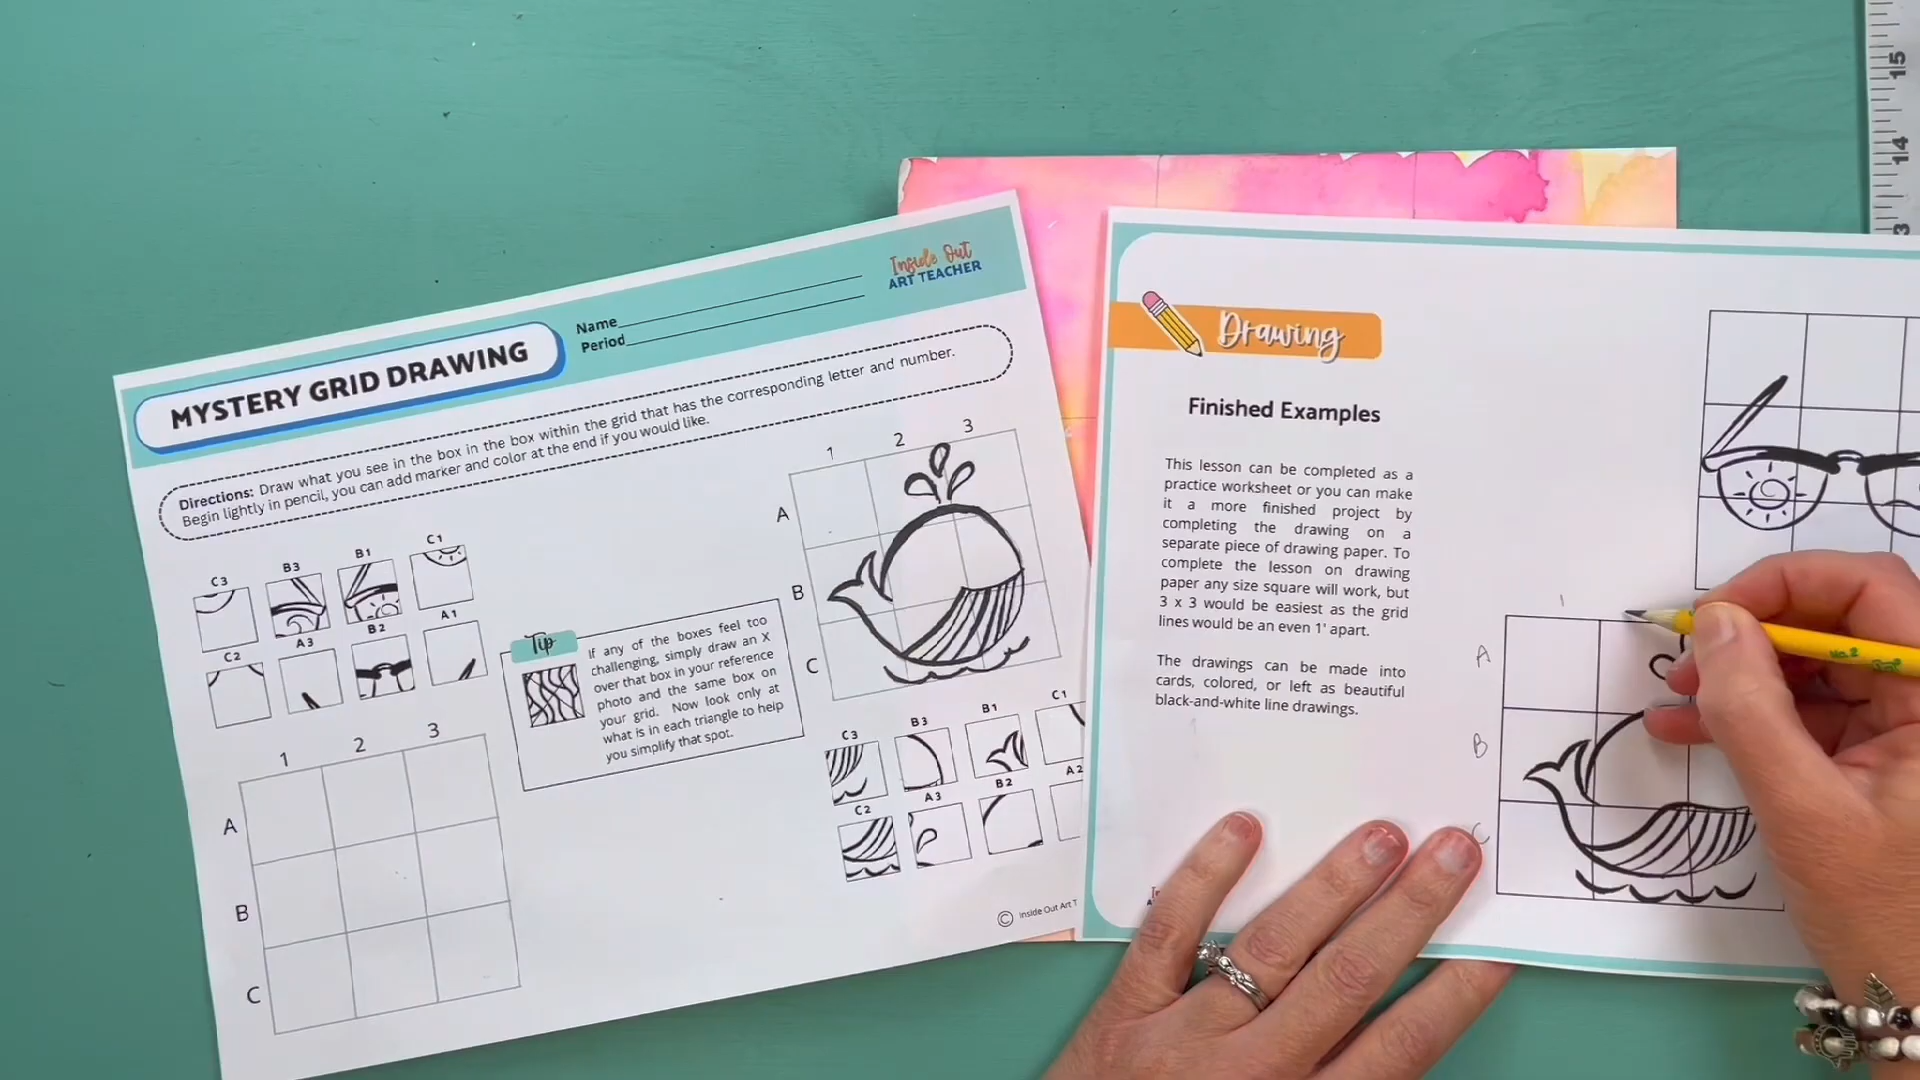 15
14
Inside Out
ART TEACHER
Name
Period
MYSTERY GRID DRAWING
Directions: Draw what you see in the box in the box within the grid that has the corresponding letter and number.
Begin lightly in pencil, you can add marker and color at the end if you would like.
C3
B3
B1
C1
C2
A3
B2
A1
1
2
3
A
B
C
Tip
If any of the boxes feel too
challenging, simply draw an X
over that box in your reference
photo and the same box on
your grid. Now look only at
what is in each triangle to help
you simplify that spot.
1
2
3
A
B
C
C3
B3
B1
C1
C2
A3
B2
A2
© Inside Out Art T
Drawing
Finished Examples
This lesson can be completed as a
practice worksheet or you can make
it a more finished project by
completing the drawing on a
separate piece of drawing paper. To
complete the lesson on drawing
paper any size square will work, but
3 x 3 would be easiest as the grid
lines would be an even 1' apart.
The drawings can be made into
cards, colored, or left as beautiful
black-and-white line drawings.
1
A
B
C
No.2